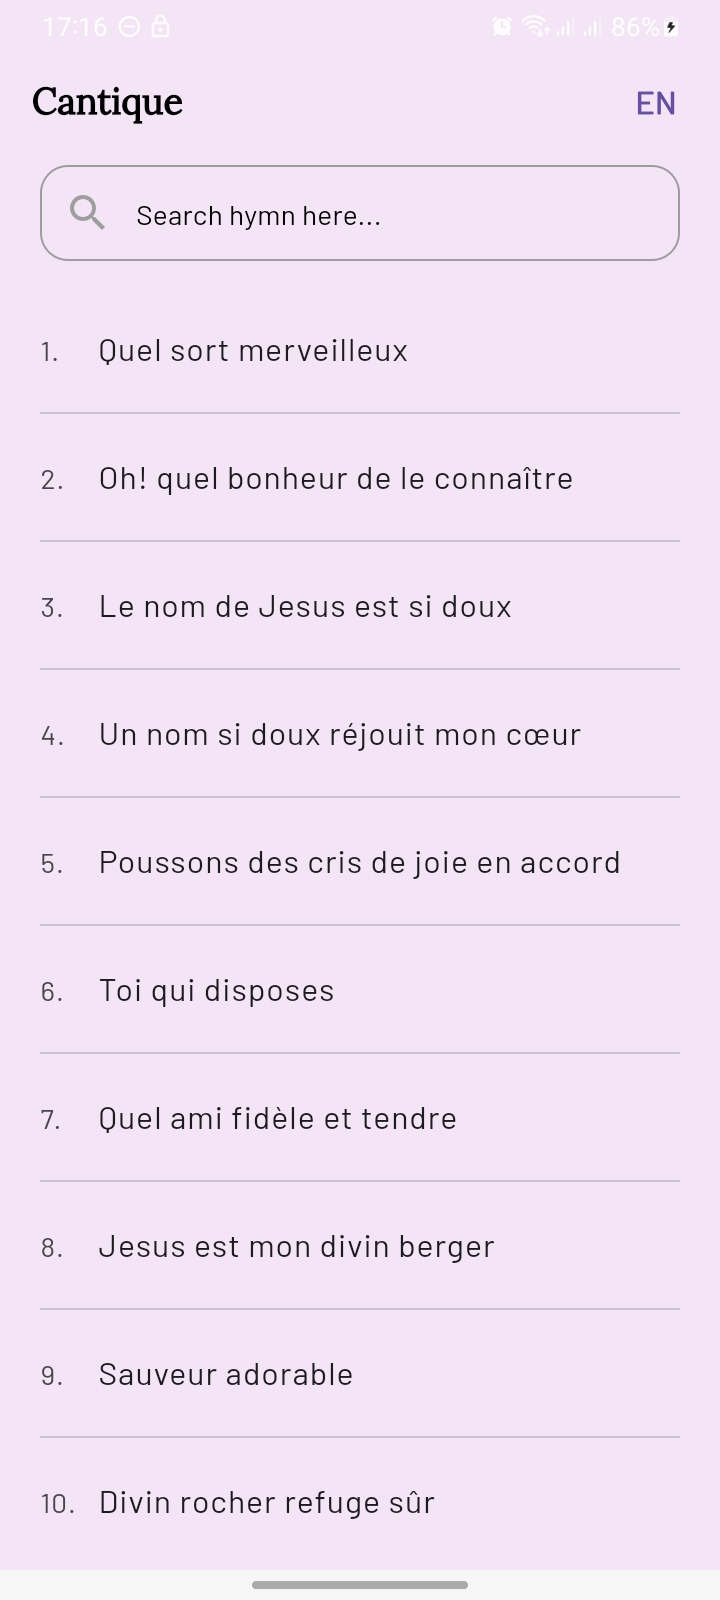 17:16 86%
Cantique EN
Search hymn here...
1. Quel sort merveilleux
2. Oh! quel bonheur de le connaître
3. Le nom de Jesus est si doux
4. Un nom si doux réjouit mon cœur
5. Poussons des cris de joie en accord
6. Toi qui disposes
7. Quel ami fidèle et tendre
8. Jesus est mon divin berger
9. Sauveur adorable
10. Divin rocher refuge sûr